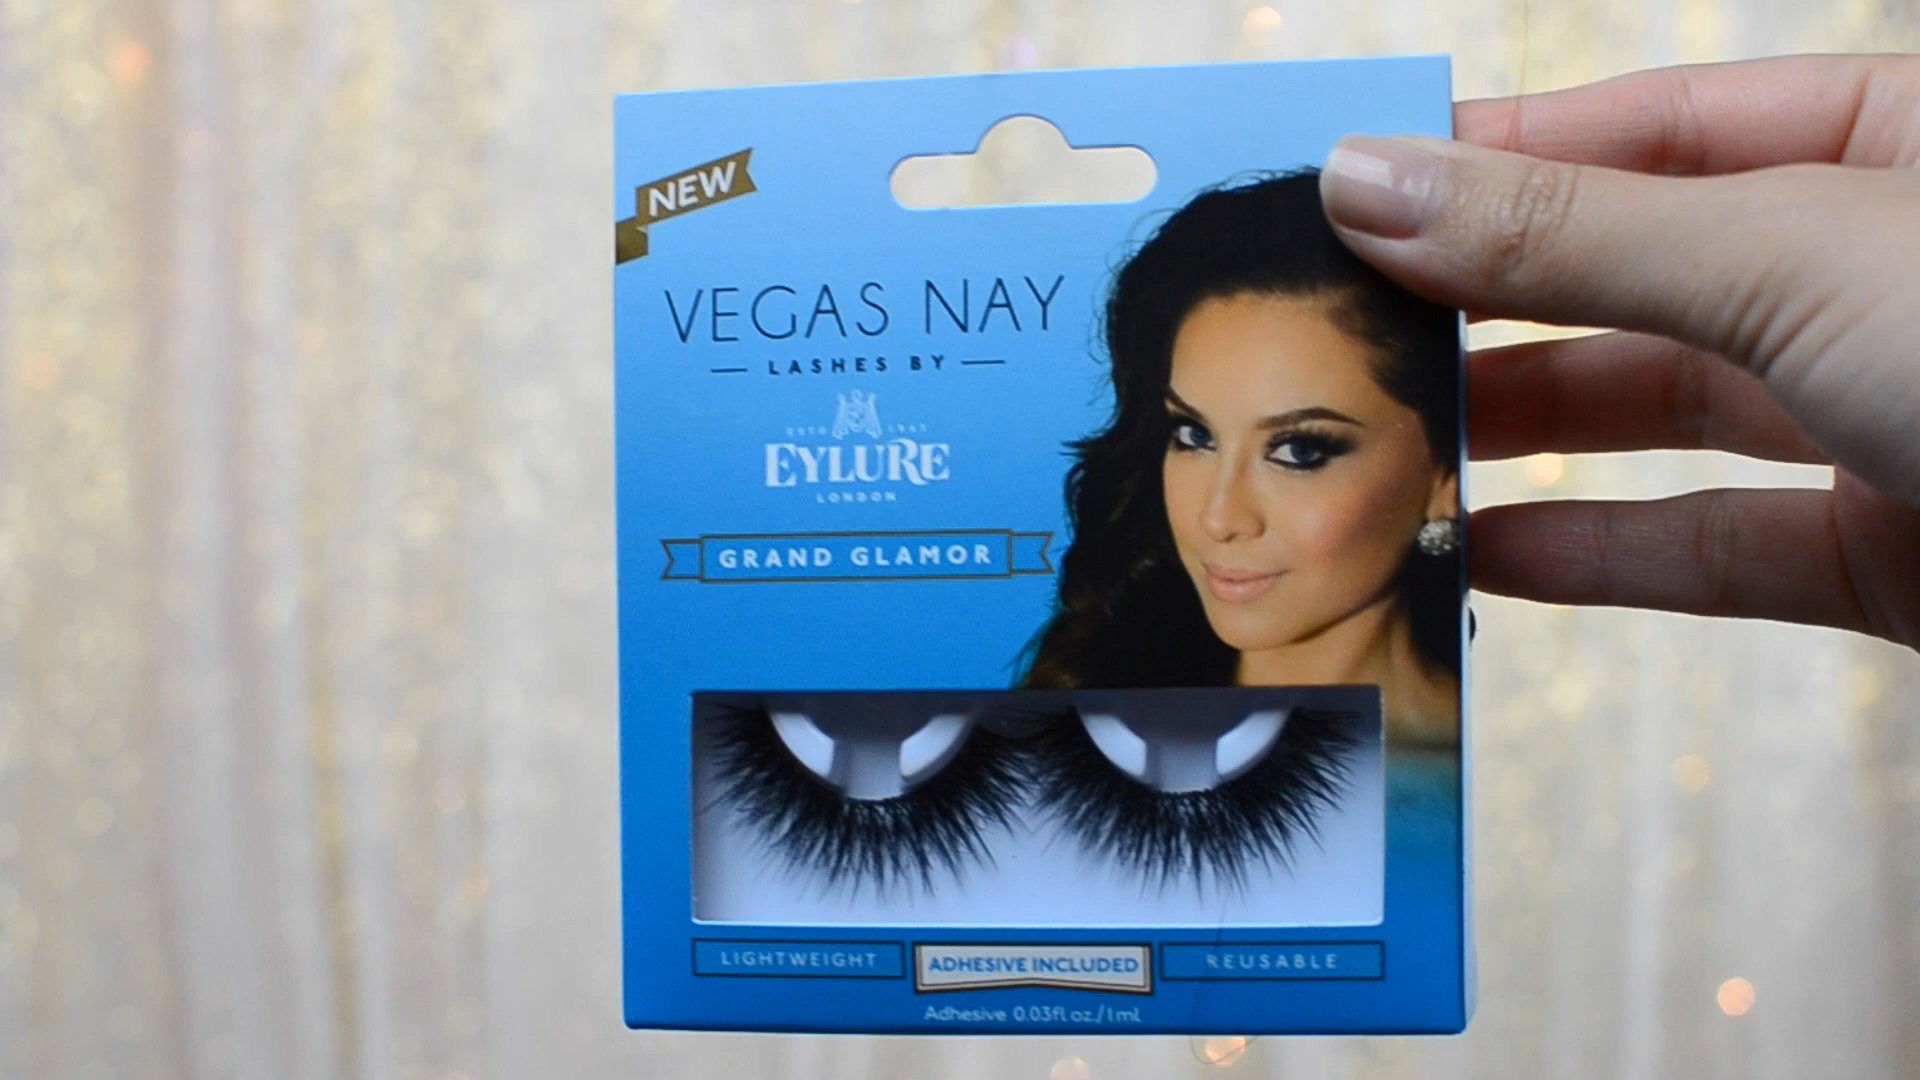 NEW
VEGAS NAY
LASHES BY
ESTD 1947
EYLURE
LONDON
GRAND GLAMOR
LIGHTWEIGHT
ADHESIVE INCLUDED
REUSABLE
Adhesive 0.03fl oz./1ml